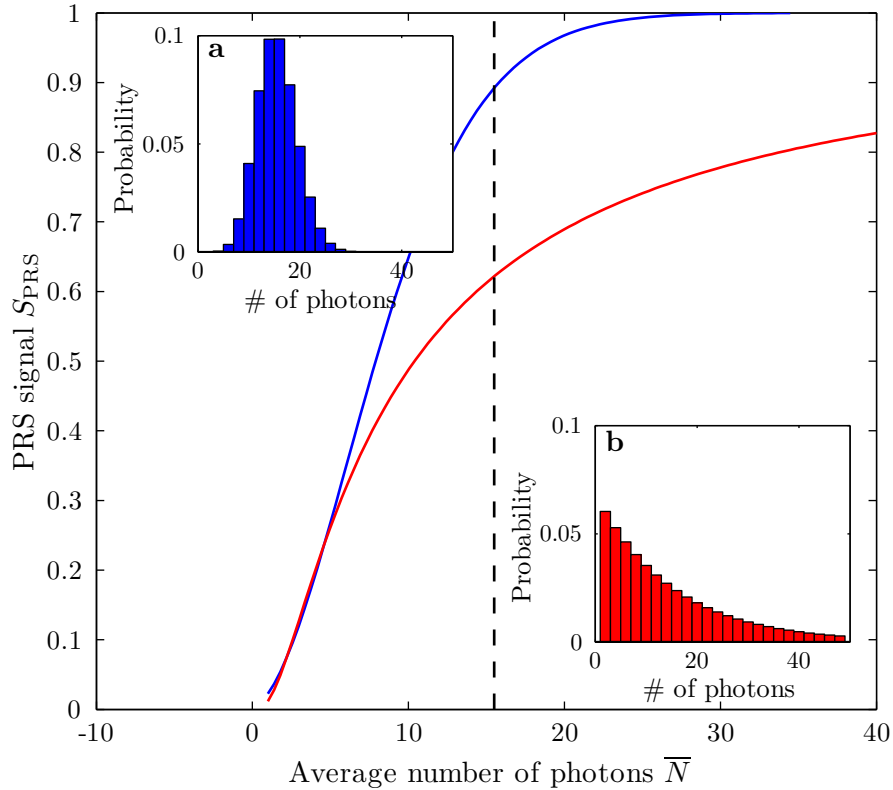 1
0.9
0.8
0.7
0.6
0.5
0.4
0.3
0.2
0.1
0
PRS signal S_PRS
-10 0 10 20 30 40
Average number of photons N̅
a
0.1
0.05
0
Probability
0 20 40
# of photons
b
0.1
0.05
0
Probability
0 20 40
# of photons